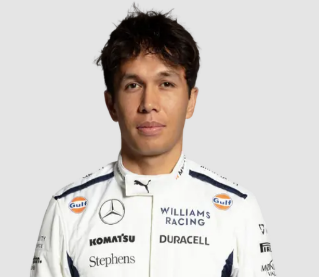 Gulf
WILLIAMS
RACING
Gulf
KOMATSU
DURACELL
Stephens